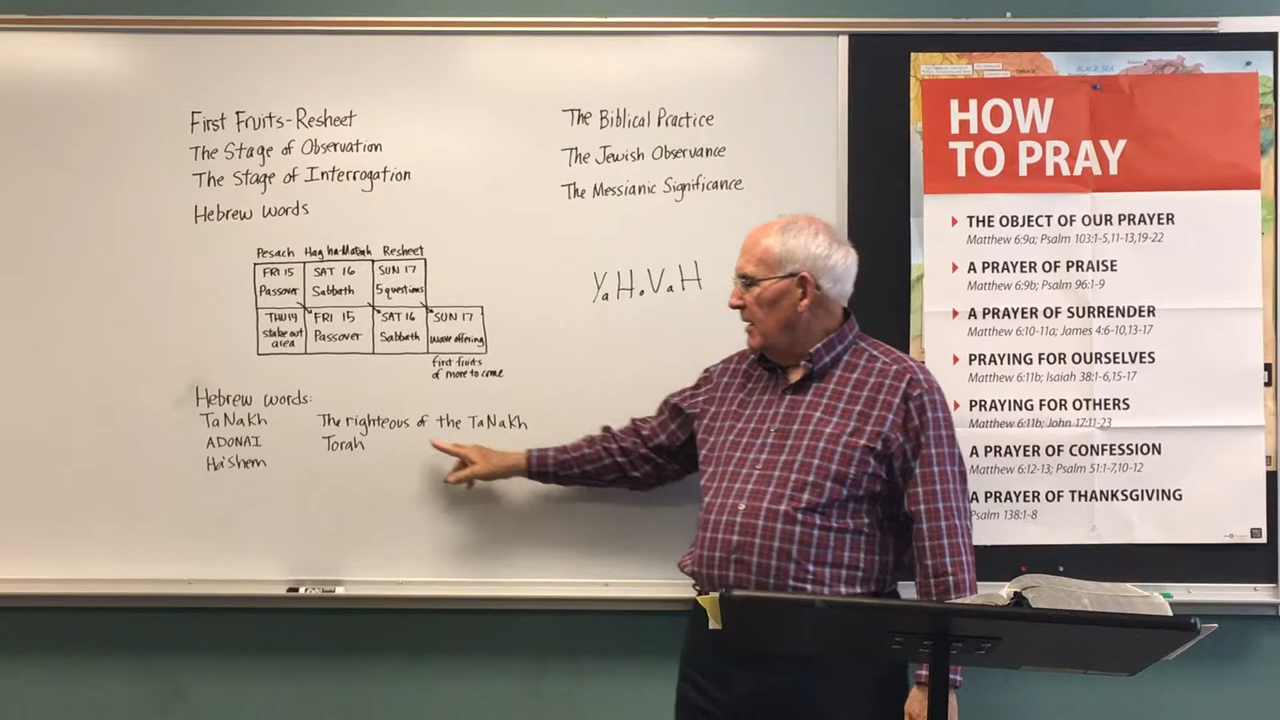 First Fruits-Resheet
The Stage of Observation
The Stage of Interrogation
Hebrew words
The Biblical Practice
The Jewish Observance
The Messianic Significance
Pesach Hag ha-Matzah Resheet
FRI 15 SAT 16 SUN 17
Passover Sabbath 5 questions
THU 14 FRI 15 SAT 16 SUN 17
stake out area Passover Sabbath wave offering
first fruits
of more to come
YaHoVaH
Hebrew words:
TaNaKh The righteous of the TaNaKh
ADONAI Torah
Ha'shem
BLACK SEA
THRACE
HOW
TO PRAY
THE OBJECT OF OUR PRAYER
Matthew 6:9a; Psalm 103:1-5,11-13,19-22
A PRAYER OF PRAISE
Matthew 6:9b; Psalm 96:1-9
A PRAYER OF SURRENDER
Matthew 6:10-11a; James 4:6-10,13-17
PRAYING FOR OURSELVES
Matthew 6:11b; Isaiah 38:1-6,15-17
PRAYING FOR OTHERS
Matthew 6:11b; John 17:11-23
A PRAYER OF CONFESSION
Matthew 6:12-13; Psalm 51:1-7,10-12
A PRAYER OF THANKSGIVING
Psalm 138:1-8